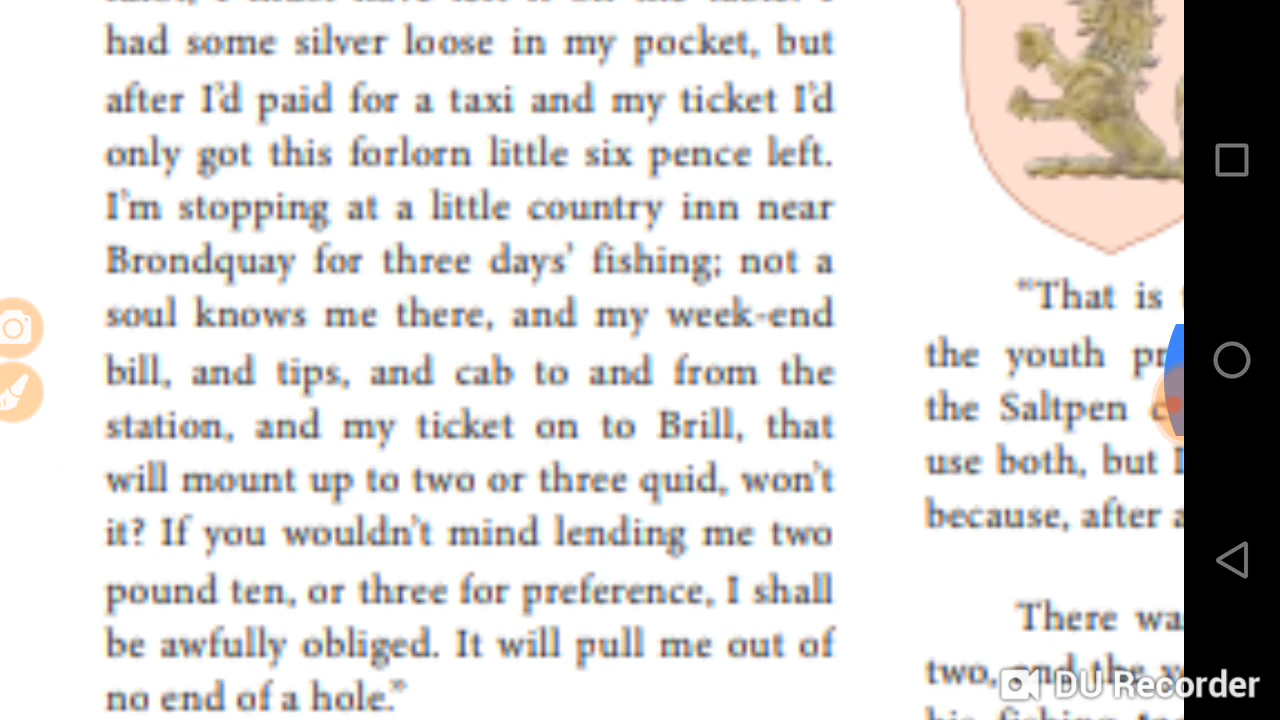 had some silver loose in my pocket, but
after I'd paid for a taxi and my ticket I'd
only got this forlorn little six pence left.
I'm stopping at a little country inn near
Brondquay for three days' fishing; not a
soul knows me there, and my week-end
bill, and tips, and cab to and from the
station, and my ticket on to Brill, that
will mount up to two or three quid, won't
it? If you wouldn't mind lending me two
pound ten, or three for preference, I shall
be awfully obliged. It will pull me out of
no end of a hole."
"That is
the youth
the Saltpen
use both, but I
because, after
There
two, and the
DU Recorder